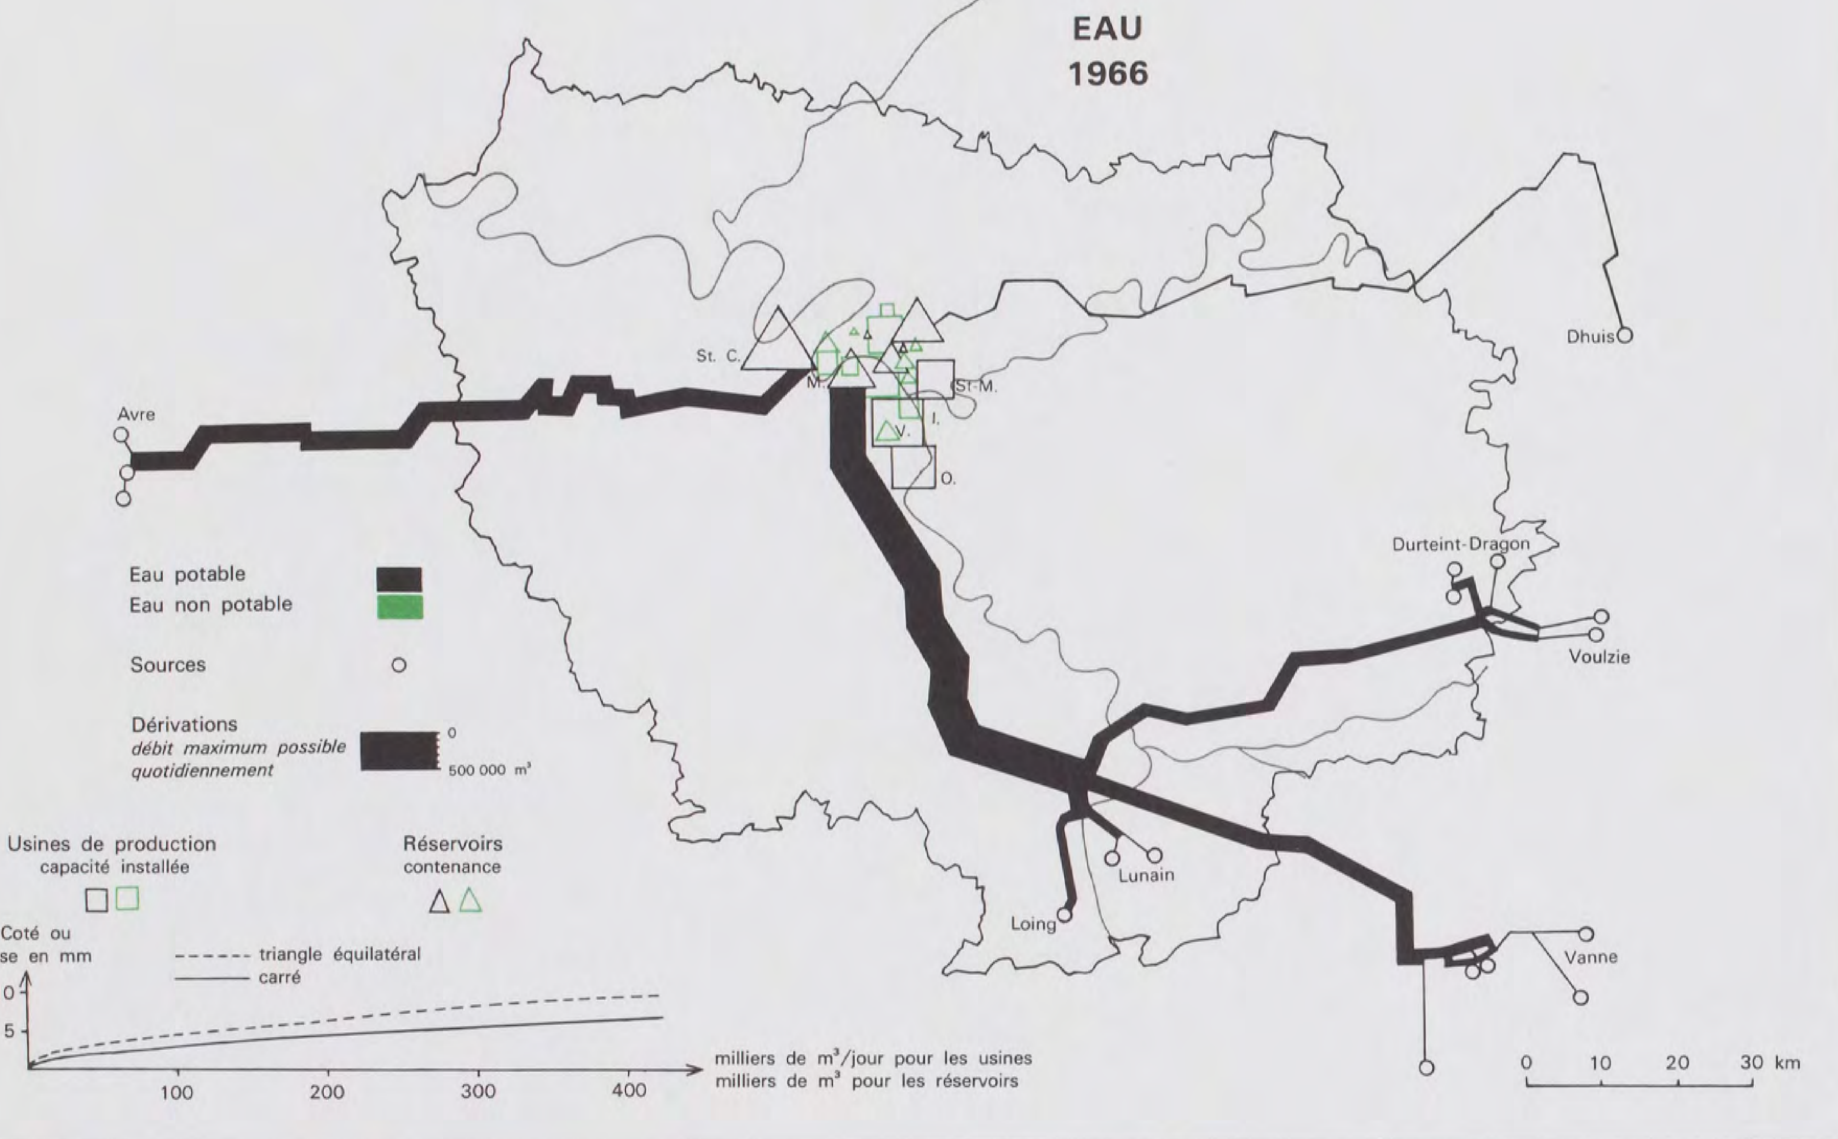 EAU
1966
Dhuis
St. C.
M.
St-M.
I.
V.
O.
Avre
Durteint-Dragon
Voulzie
Eau potable
Eau non potable
Sources
Dérivations
débit maximum possible
quotidiennement
0
500 000 m³
Usines de production
capacité installée
Réservoirs
contenance
Lunain
Loing
Vanne
Coté ou
se en mm
triangle équilatéral
carré
0
5
100 200 300 400
milliers de m³/jour pour les usines
milliers de m³ pour les réservoirs
0 10 20 30 km